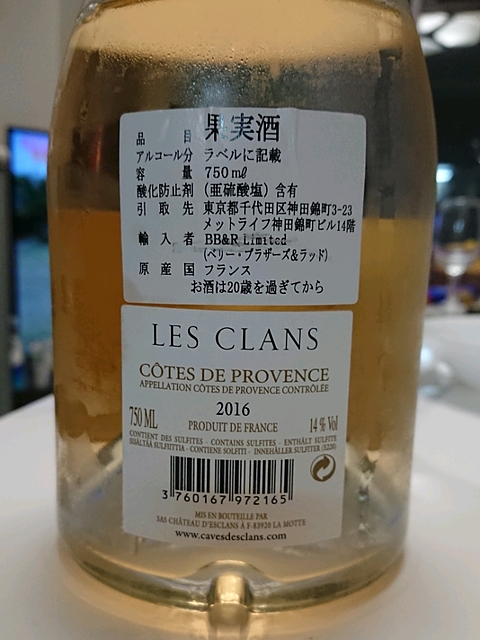 品 目 果実酒
アルコール分 ラベルに記載
容 量 750mℓ
酸化防止剤 (亜硫酸塩)含有
引 取 先 東京都千代田区神田錦町3-23
メットライフ神田錦町ビル14階
輸 入 者 BB&R Limited
(ベリー・ブラザーズ&ラッド)
原 産 国 フランス
お酒は20歳を過ぎてから
LES CLANS
CÔTES DE PROVENCE
APPELLATION CÔTES DE PROVENCE CONTRÔLÉE
2016
750 ML PRODUIT DE FRANCE 14 % Vol
CONTIENT DES SULFITES - CONTAINS SULFITES - ENTHÄLT SULFITE
SISÄLTÄÄ SULFIITTIA - CONTIENE SOLFITI - INNEHÅLLER SULFITER (E220)
3 760167 972165
MIS EN BOUTEILLE PAR
SAS CHÂTEAU D'ESCLANS À F-83920 LA MOTTE
www.cavesdesclans.com